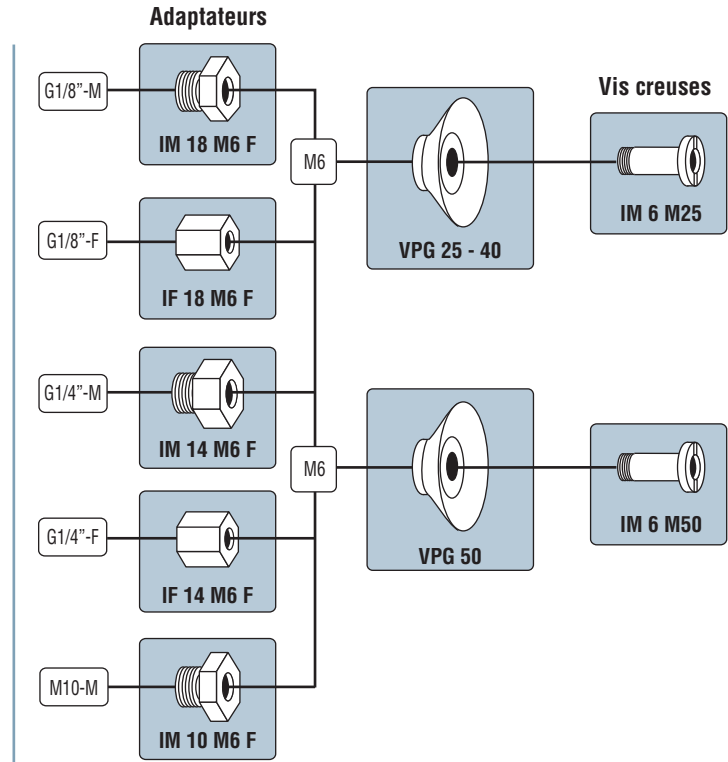 Adaptateurs
G1/8”-M
IM 18 M6 F
G1/8”-F
IF 18 M6 F
G1/4”-M
IM 14 M6 F
G1/4”-F
IF 14 M6 F
M10-M
IM 10 M6 F
M6
VPG 25 - 40
M6
VPG 50
Vis creuses
IM 6 M25
IM 6 M50